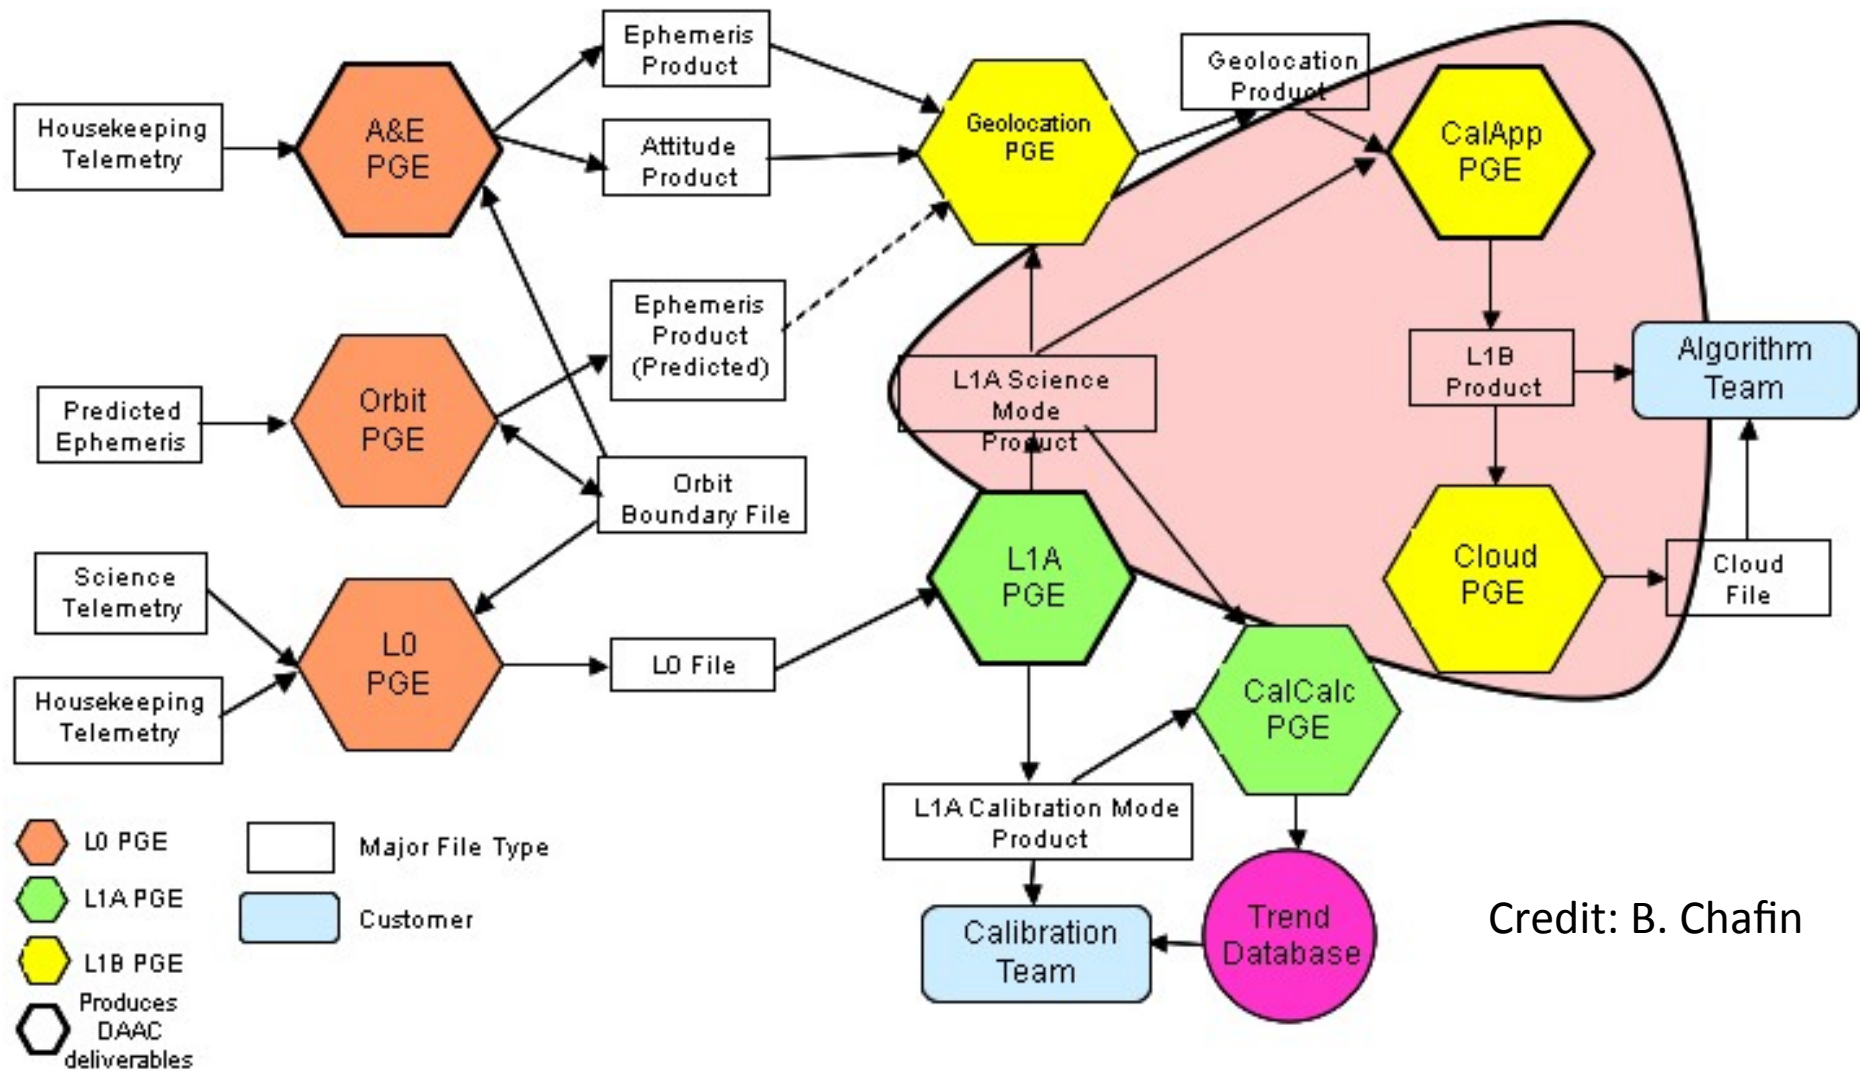 Ephemeris
Product
Geolocation
Product
Housekeeping
Telemetry
A&E
PGE
Attitude
Product
Geolocation
PGE
CalApp
PGE
Ephemeris
Product
(Predicted)
L1A Science
Mode
Product
L1B
Product
Algorithm
Team
Predicted
Ephemeris
Orbit
PGE
Orbit
Boundary File
Science
Telemetry
L1A
PGE
Cloud
PGE
Cloud
File
L0
PGE
L0 File
Housekeeping
Telemetry
CalCalc
PGE
L1A Calibration Mode
Product
L0 PGE
Major File Type
L1A PGE
Customer
L1B PGE
Produces
DAAC
deliverables
Calibration
Team
Trend
Database
Credit: B. Chafin